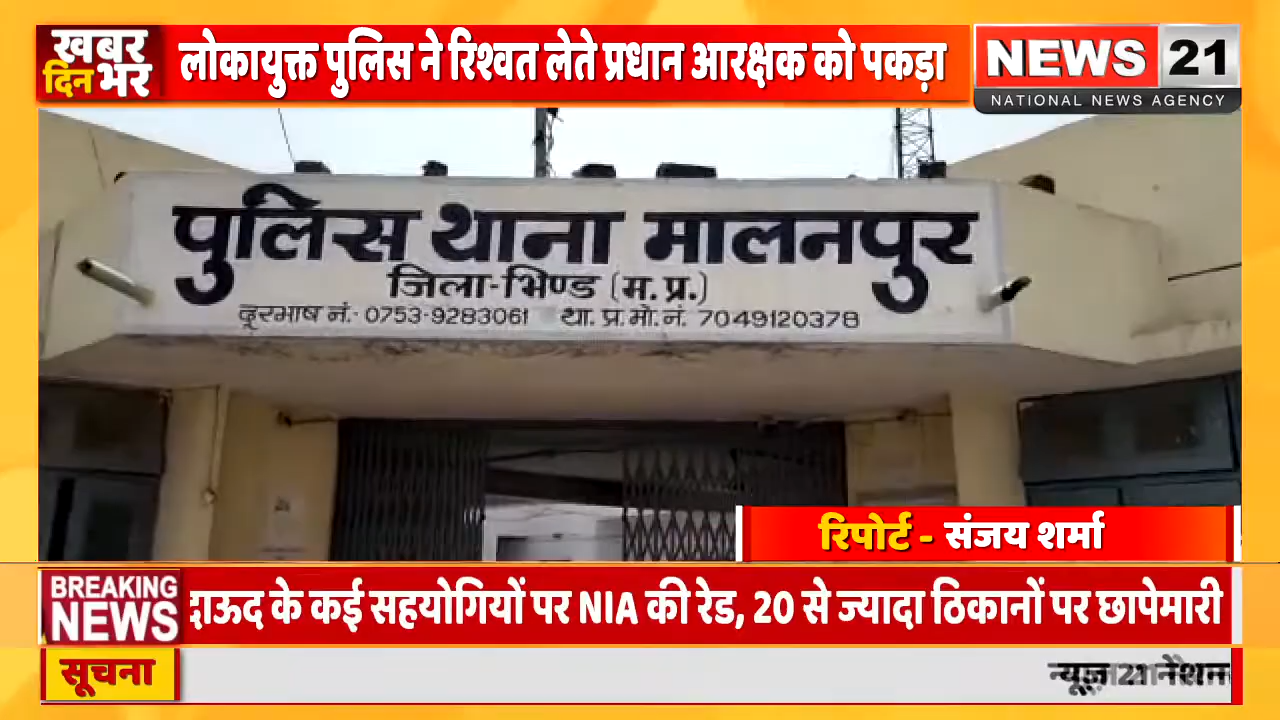 खबर
दिन भर
लोकायुक्त पुलिस ने रिश्वत लेते प्रधान आरक्षक को पकड़ा
NEWS 21
NATIONAL NEWS AGENCY
पुलिस थाना मालनपुर
जिला-भिण्ड (म.प्र.)
दूरभाष नं.- 0753-9283061 था.प्र.मो.नं. 7049120378
रिपोर्ट - संजय शर्मा
BREAKING
NEWS
दाऊद के कई सहयोगियों पर NIA की रेड, 20 से ज्यादा ठिकानों पर छापेमारी
सूचना
न्यूज़ 21